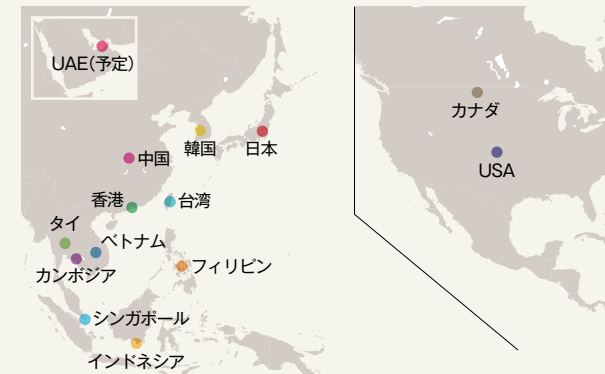 UAE(予定)
カナダ
韓国
日本
中国
USA
香港
台湾
タイ
ベトナム
カンボジア
フィリピン
シンガポール
インドネシア